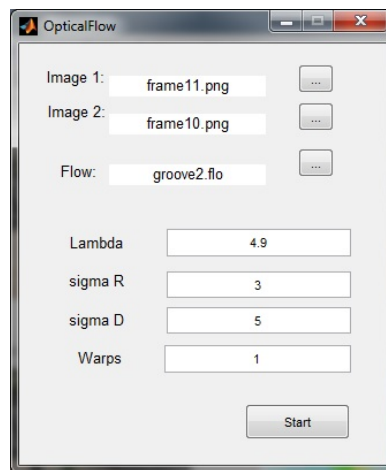 OpticalFlow
Image 1: frame11.png ...
Image 2: frame10.png ...
Flow: groove2.flo ...
Lambda 4.9
sigma R 3
sigma D 5
Warps 1
Start